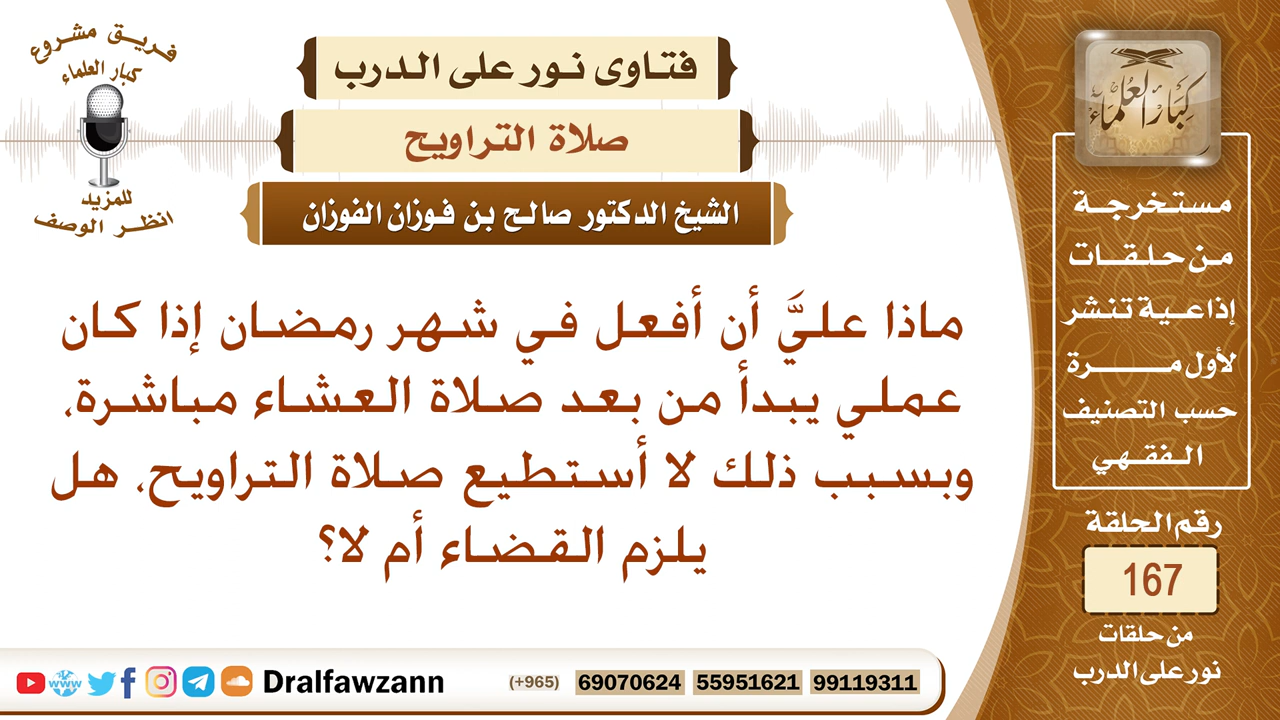 فريق مشروع
كبار العلماء
للمزيد
انظر الوصف
فتاوى نور على الدرب
صلاة التراويح
الشيخ الدكتور صالح بن فوزان الفوزان
ماذا عليَّ أن أفعل في شهر رمضان إذا كان
عملي يبدأ من بعد صلاة العشاء مباشرة،
وبسبب ذلك لا أستطيع صلاة التراويح، هل
يلزم القضاء أم لا؟
كبار العلماء
مستخرجة
من حلقات
إذاعية تنشر
لأول مرة
حسب التصنيف
الفقهي
رقم الحلقة
167
من حلقات
نور على الدرب
www Dralfawzann (+965) 69070624 55951621 99119311